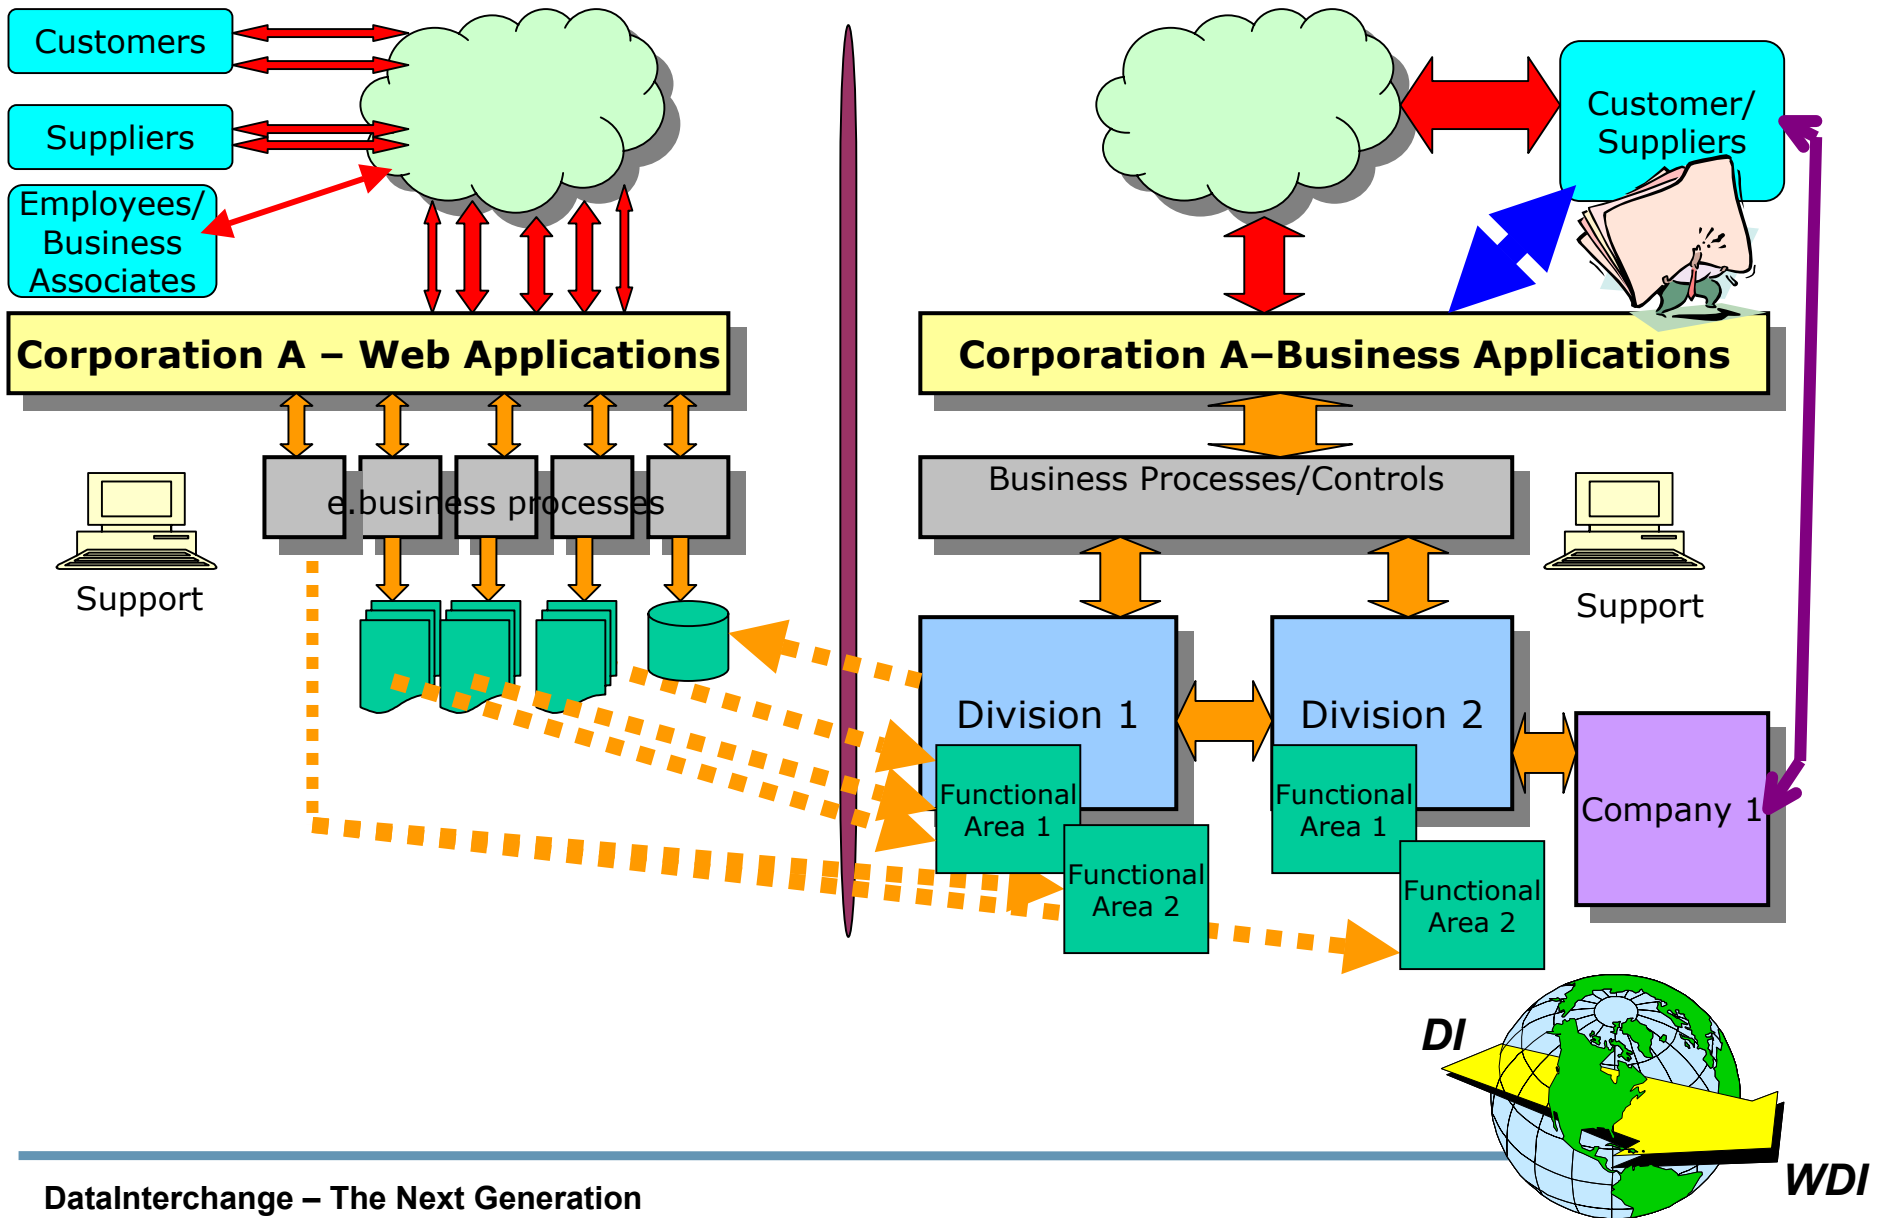 Customers
Suppliers
Employees/
Business
Associates
Customer/
Suppliers
Corporation A – Web Applications
Corporation A–Business Applications
e.business processes
Business Processes/Controls
Support
Support
Division 1
Division 2
Functional
Area 1
Functional
Area 2
Functional
Area 1
Functional
Area 2
Company 1
DI
WDI
DataInterchange – The Next Generation